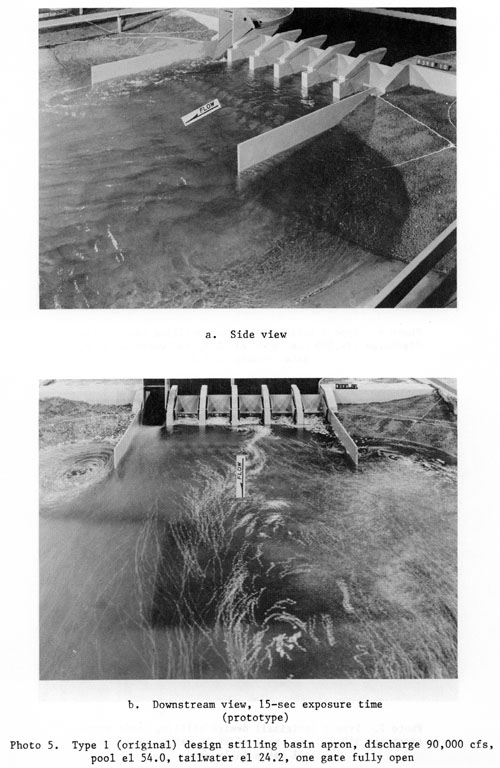 FLOW
a. Side view
FLOW
b. Downstream view, 15-sec exposure time
(prototype)
Photo 5. Type 1 (original) design stilling basin apron, discharge 90,000 cfs,
pool el 54.0, tailwater el 24.2, one gate fully open